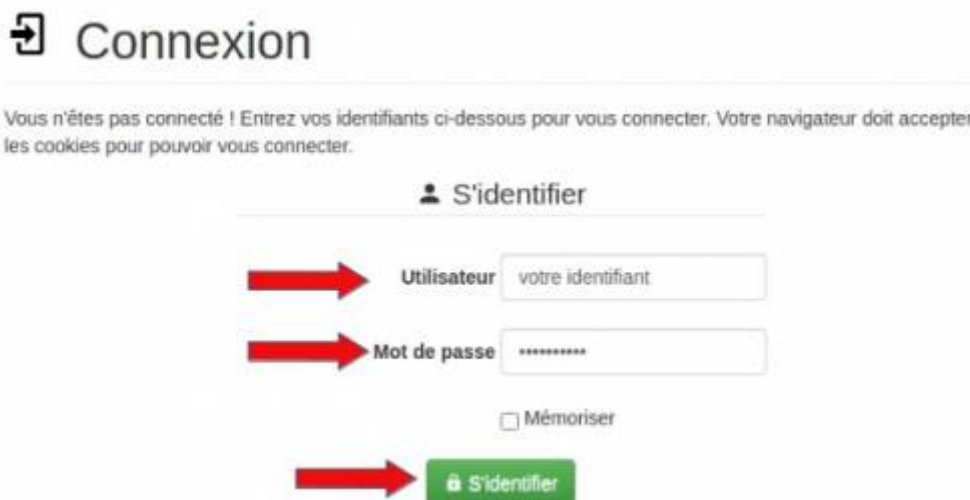 Connexion
Vous n'êtes pas connecté ! Entrez vos identifiants ci-dessous pour vous connecter. Votre navigateur doit accepter
les cookies pour pouvoir vous connecter.
S'identifier
Utilisateur votre identifiant
Mot de passe ••••••••••
Mémoriser
S'identifier